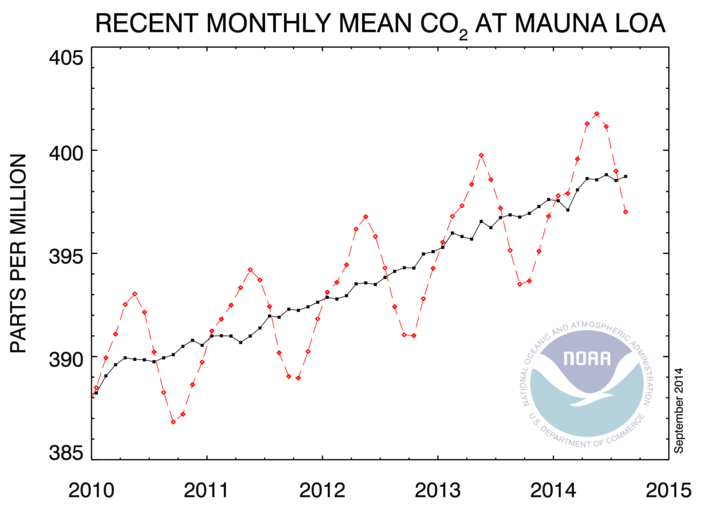 RECENT MONTHLY MEAN CO₂ AT MAUNA LOA
PARTS PER MILLION
405
400
395
390
385
2010 2011 2012 2013 2014 2015
NATIONAL OCEANIC AND ATMOSPHERIC ADMINISTRATION
NOAA
U.S. DEPARTMENT OF COMMERCE
September 2014